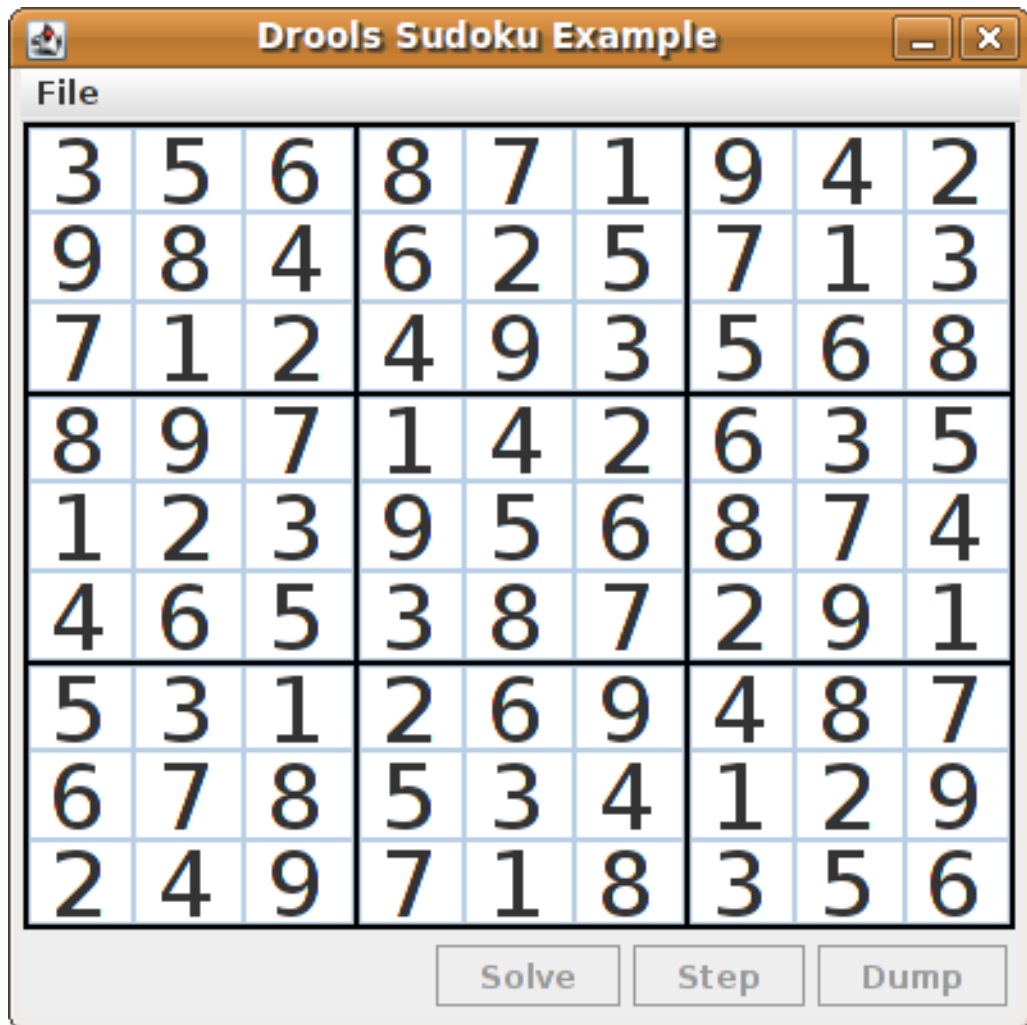 Drools Sudoku Example
File
3 5 6 8 7 1 9 4 2
9 8 4 6 2 5 7 1 3
7 1 2 4 9 3 5 6 8
8 9 7 1 4 2 6 3 5
1 2 3 9 5 6 8 7 4
4 6 5 3 8 7 2 9 1
5 3 1 2 6 9 4 8 7
6 7 8 5 3 4 1 2 9
2 4 9 7 1 8 3 5 6
Solve Step Dump